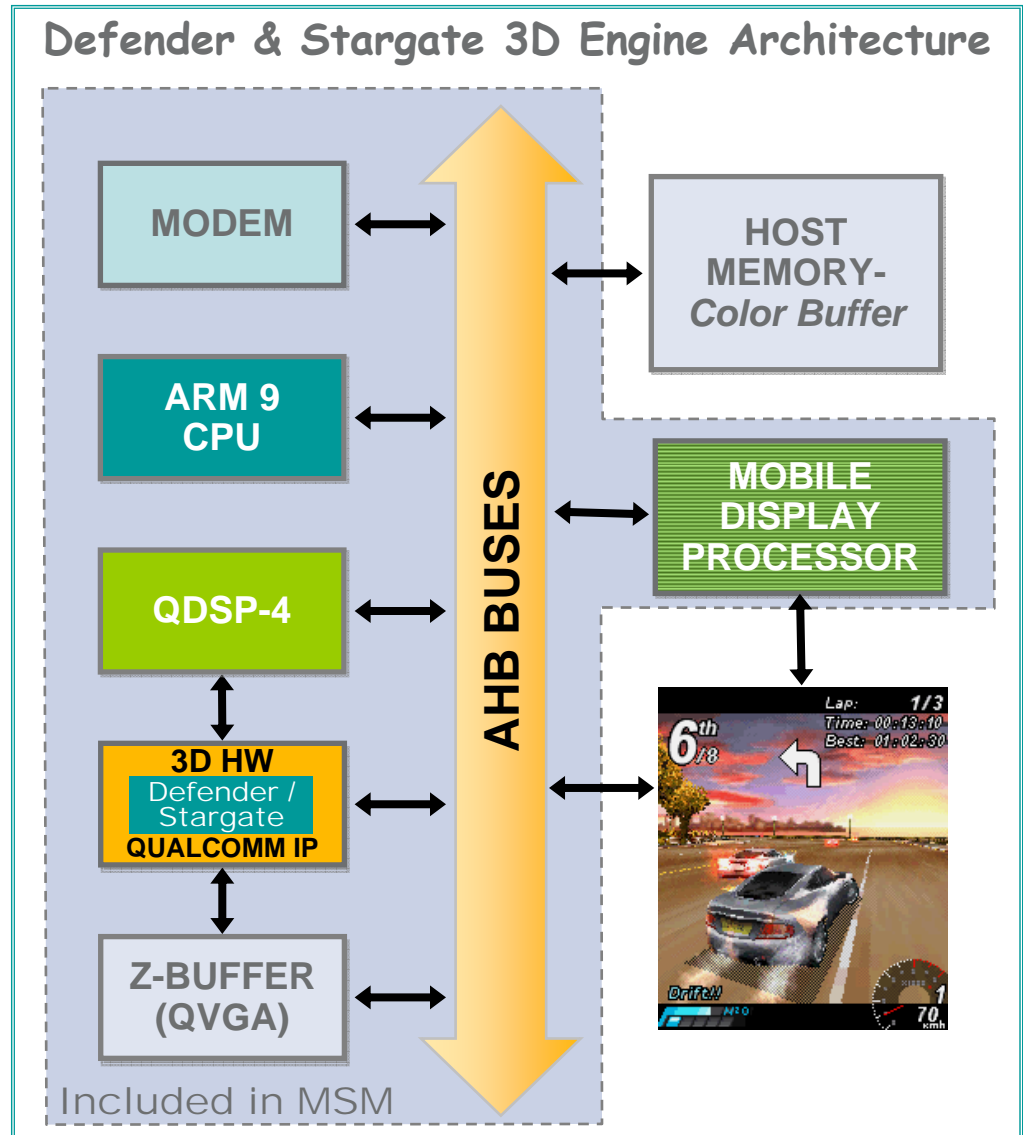 Defender & Stargate 3D Engine Architecture
MODEM
HOST
MEMORY-
Color Buffer
ARM 9
CPU
MOBILE
DISPLAY
PROCESSOR
AHB BUSES
QDSP-4
3D HW
Defender /
Stargate
QUALCOMM IP
Z-BUFFER
(QVGA)
Included in MSM
Lap: 1/3
Time: 00:13:10
Best: 01:02:30
6th
/8
Drift!!
N2O
1
70
kmh